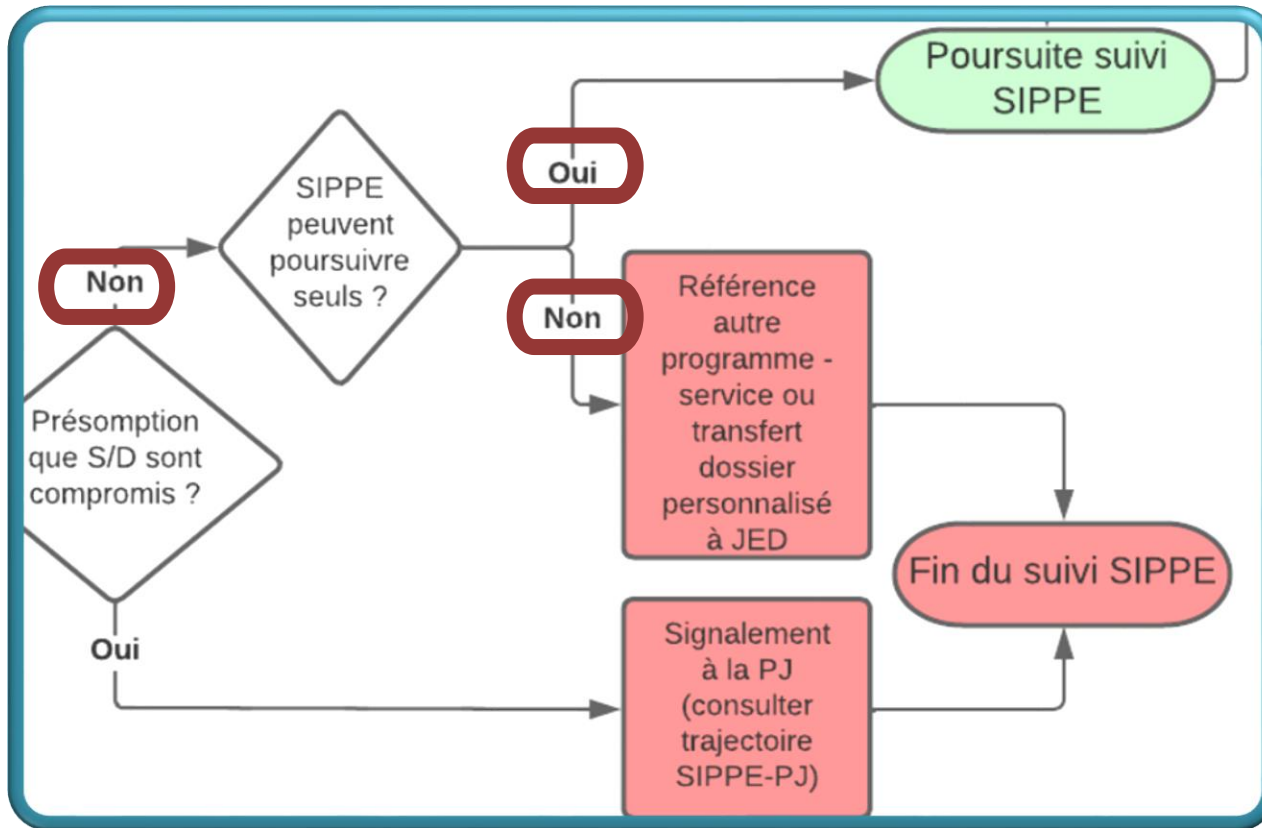 Poursuite suivi
SIPPE
Oui
SIPPE
peuvent
poursuivre
seuls ?
Non
Non
Référence
autre
programme -
service ou
transfert
dossier
personnalisé
à JED
Présomption
que S/D sont
compromis ?
Fin du suivi SIPPE
Oui
Signalement
à la PJ
(consulter
trajectoire
SIPPE-PJ)